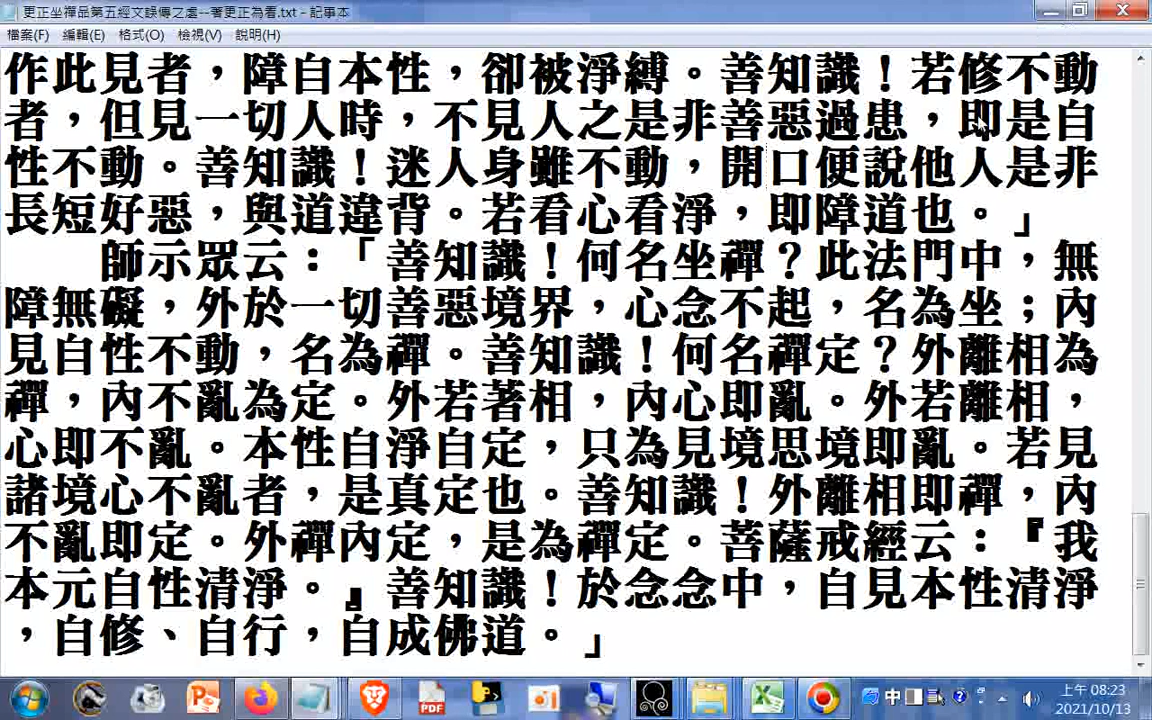 更正坐禪品第五經文錯傳之處--著更正為看.txt - 記事本
檔案(F) 編輯(E) 格式(O) 檢視(V) 說明(H)
作此見者，障自本性，卻被淨縛。善知識！若修不動
者，但見一切人時，不見人之是非善惡過患，即是自
性不動。善知識！迷人身雖不動，開口便說他人是非
長短好惡，與道違背。若看心看淨，即障道也。」
師示眾云：「善知識！何名坐禪？此法門中，無
障無礙，外於一切善惡境界，心念不起，名為坐；內
見自性不動，名為禪。善知識！何名禪定？外離相為
禪，內不亂為定。外若著相，內心即亂。外若離相，
心即不亂。本性自淨自定，只為見境思境即亂。若見
諸境心不亂者，是真定也。善知識！外離相即禪，內
不亂即定。外禪內定，是為禪定。菩薩戒經云：『我
本元自性清淨。』善知識！於念念中，自見本性清淨
，自修、自行，自成佛道。」
中
上午 08:23
2021/10/13